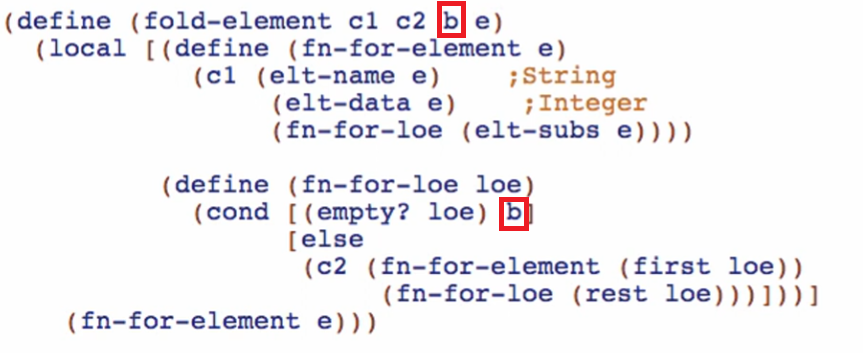 (define (fold-element c1 c2 b e)
(local [(define (fn-for-element e)
(c1 (elt-name e) ;String
(elt-data e) ;Integer
(fn-for-loe (elt-subs e))))
(define (fn-for-loe loe)
(cond [(empty? loe) b]
[else
(c2 (fn-for-element (first loe))
(fn-for-loe (rest loe)))]))]
(fn-for-element e)))